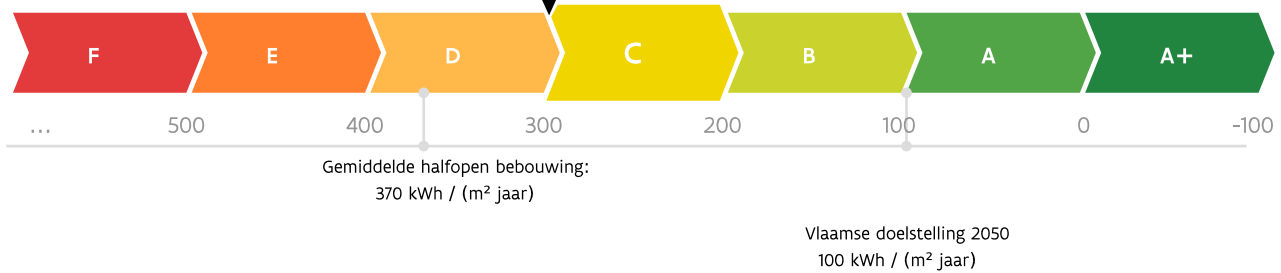 F E D C B A A+
... 500 400 300 200 100 0 -100
Gemiddelde halfopen bebouwing:
370 kWh / (m² jaar)
Vlaamse doelstelling 2050
100 kWh / (m² jaar)